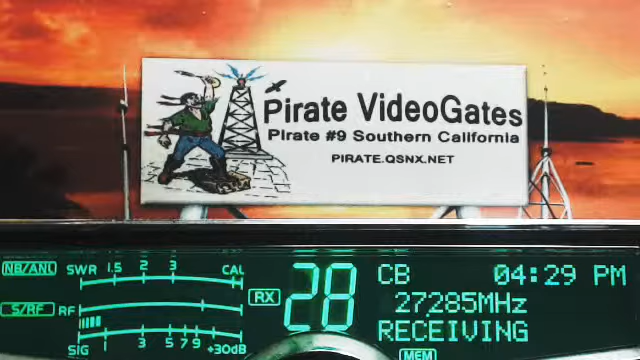 Pirate VideoGates
Pirate #9 Southern California
PIRATE.QSNX.NET
NB/ANL SWR 1.5 2 3 CAL
S/RF RF
SIG 1 3 5 7 9 +30dB
RX 28
CB 04:29 PM
27285MHz
RECEIVING
MEM